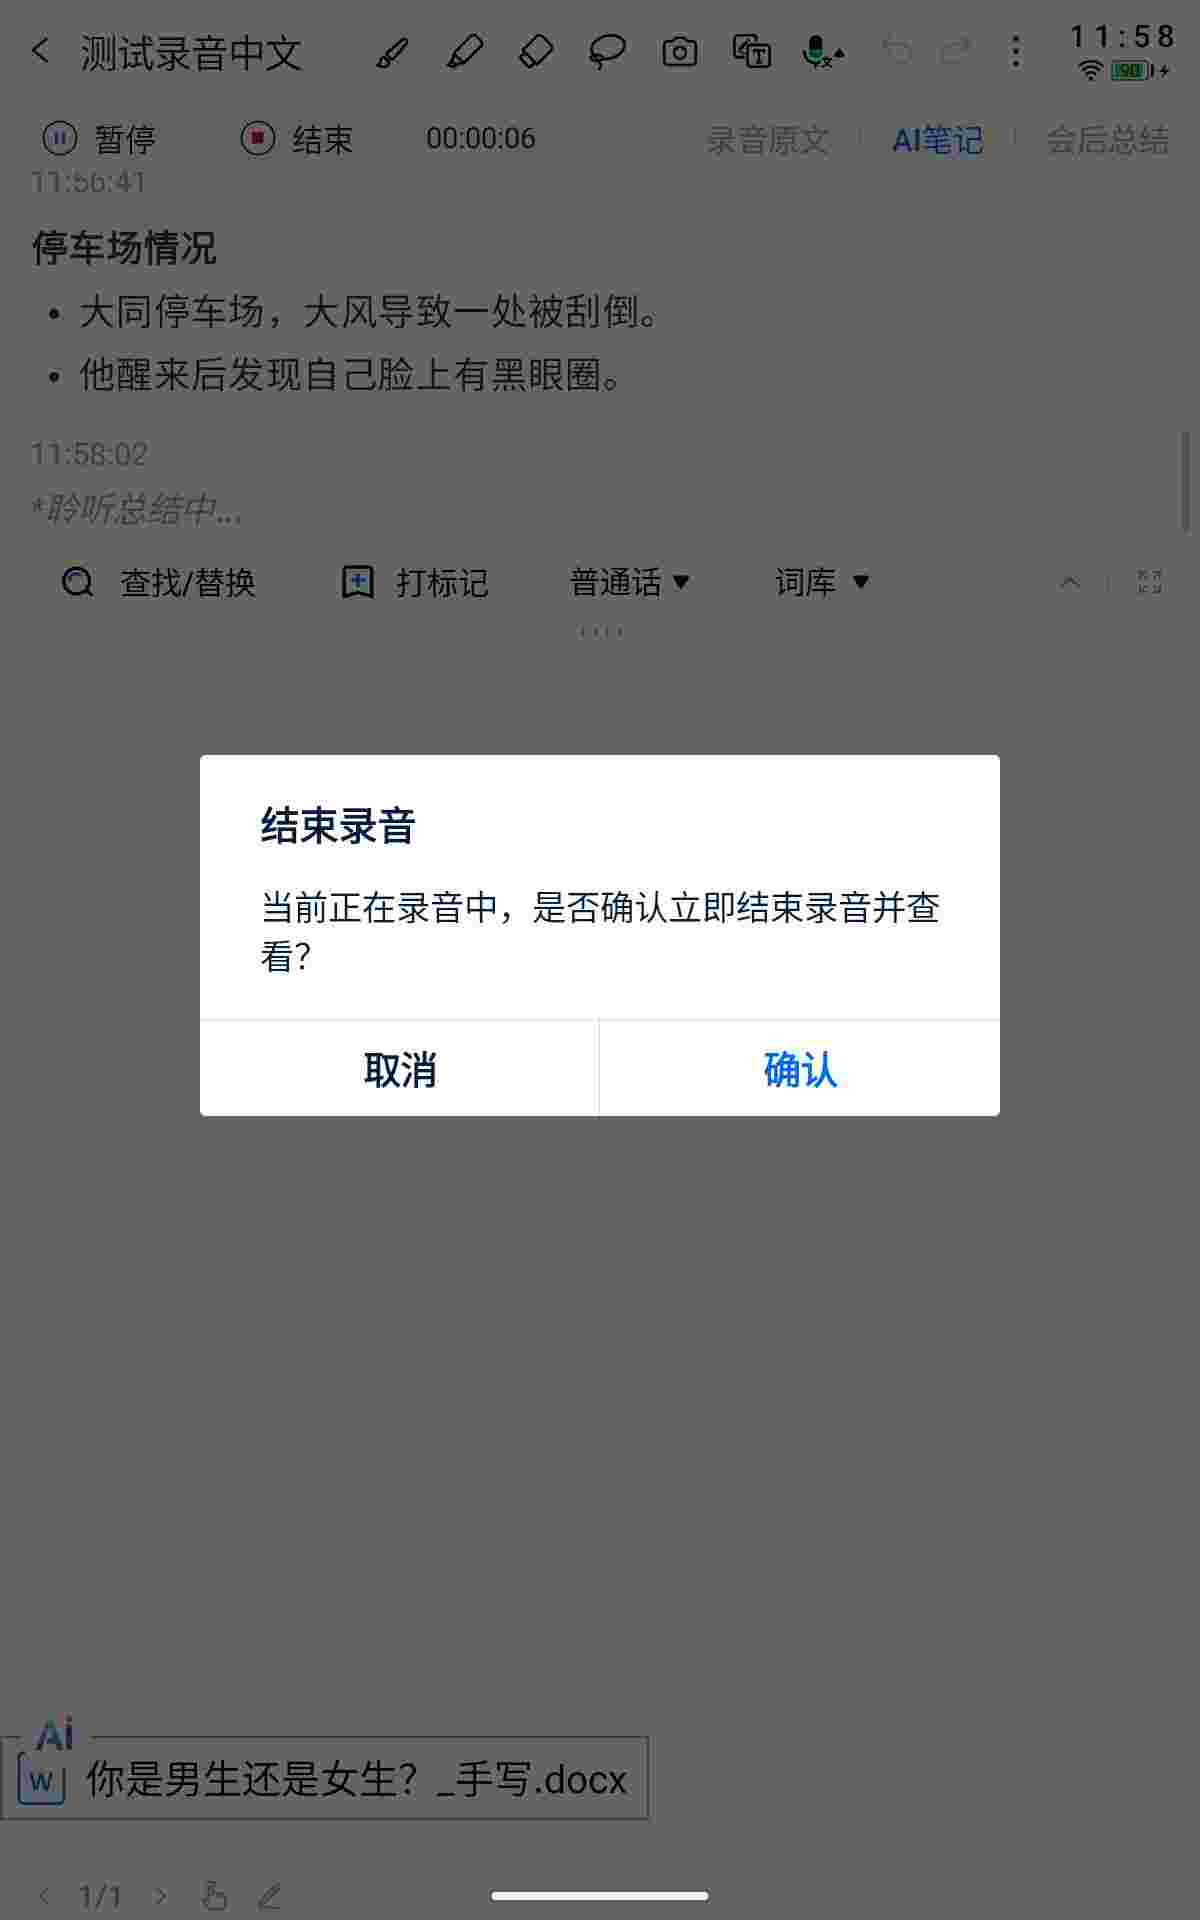 测试录音中文
11:58
90
暂停
结束
00:00:06
录音原文
AI笔记
会后总结
11:56:41
停车场情况
• 大同停车场，大风导致一处被刮倒。
• 他醒来后发现自己脸上有黑眼圈。
11:58:02
*聆听总结中...
查找/替换
打标记
普通话
词库
结束录音
当前正在录音中，是否确认立即结束录音并查
看？
取消
确认
Ai
W 你是男生还是女生？_手写.docx
1/1